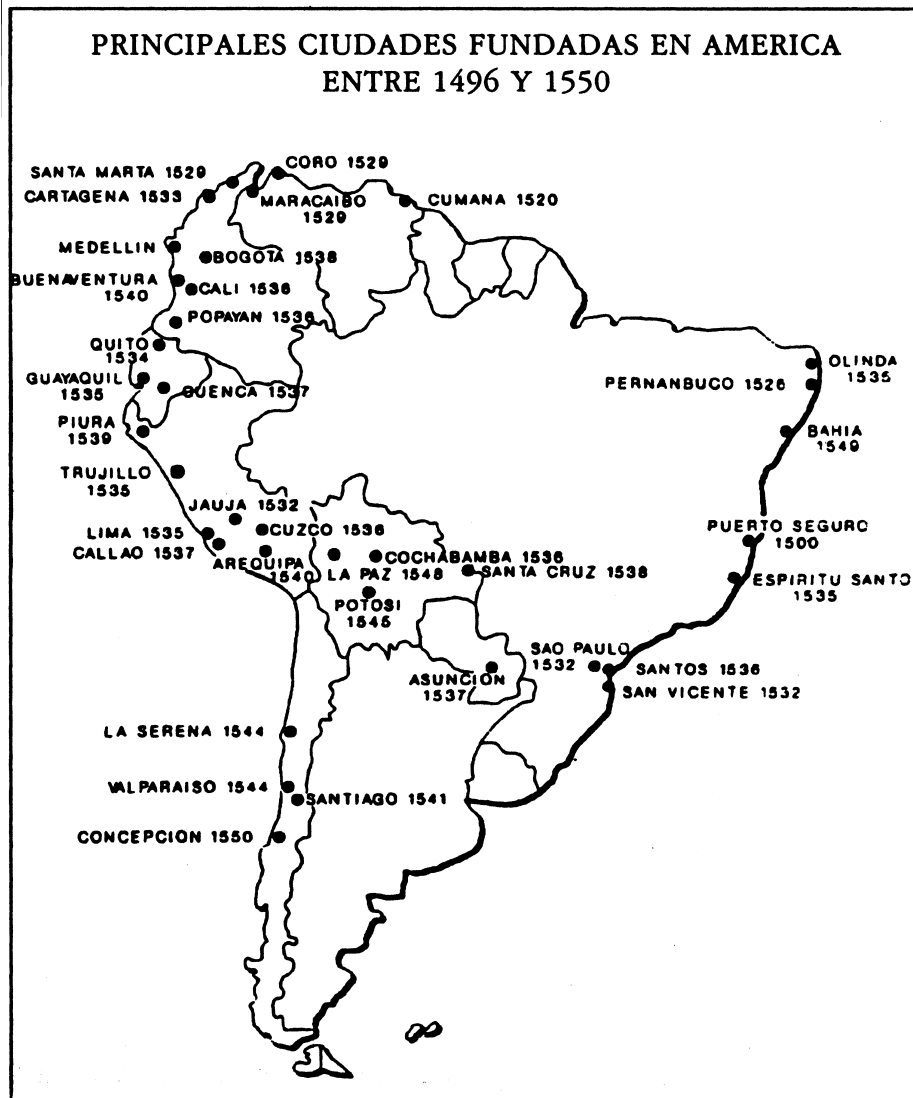 PRINCIPALES CIUDADES FUNDADAS EN AMERICA
ENTRE 1496 Y 1550
CORO 1529
SANTA MARTA 1529
CARTAGENA 1533
MARACAIBO
1529
CUMANA 1520
MEDELLIN
BOGOTA 1538
BUENAVENTURA
1540
CALI 1536
POPAYAN 1536
QUITO
1534
GUAYAQUIL
1535
CUENCA 1537
OLINDA
1535
PERNANBUCO 1526
PIURA
1539
BAHIA
1549
TRUJILLO
1535
JAUJA 1532
LIMA 1535
CUZCO 1536
CALLAO 1537
AREQUIPA
1540
COCHABAMBA 1536
LA PAZ 1548
SANTA CRUZ 1538
PUERTO SEGURO
1500
ESPIRITU SANTO
1535
POTOSI
1545
SAO PAULO
1532
ASUNCION
1537
SANTOS 1536
SAN VICENTE 1532
LA SERENA 1544
VALPARAISO 1544
SANTIAGO 1541
CONCEPCION 1550